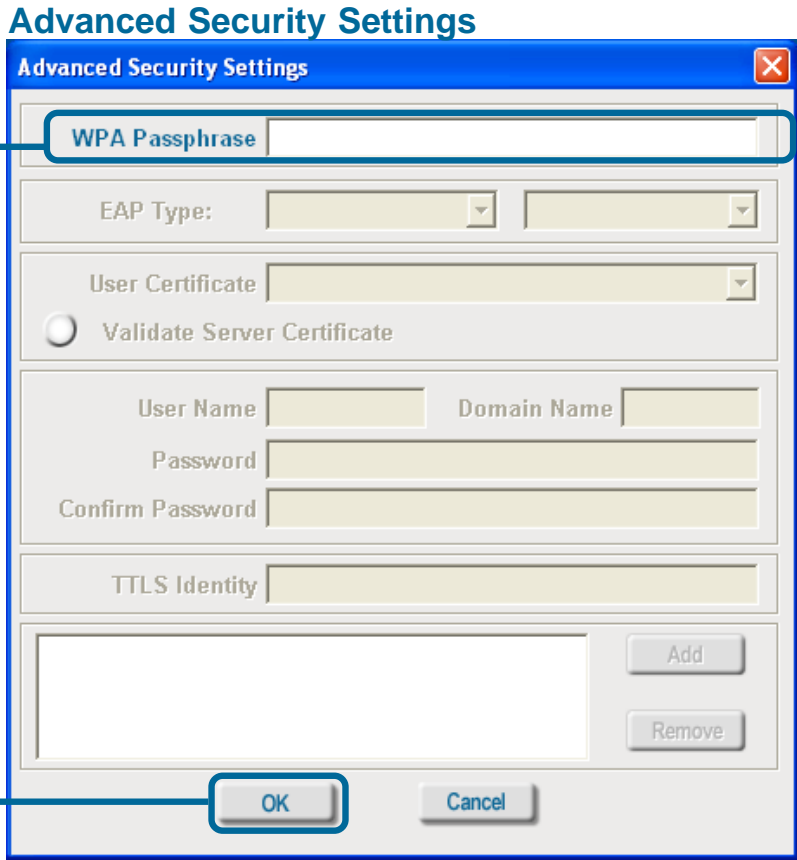 Advanced Security Settings
Advanced Security Settings
WPA Passphrase
EAP Type:
User Certificate
Validate Server Certificate
User Name Domain Name
Password
Confirm Password
TTLS Identity
Add
Remove
OK Cancel